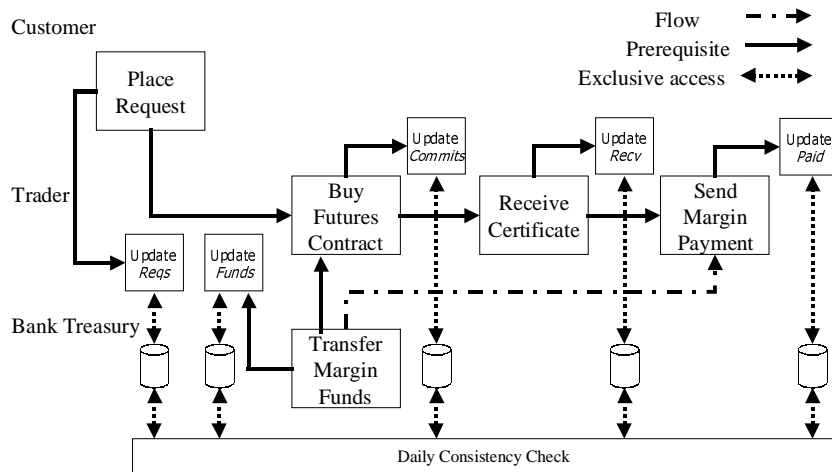 Customer
Flow
Prerequisite
Exclusive access
Place
Request
Update
Commits
Update
Recv
Update
Paid
Trader
Buy
Futures
Contract
Receive
Certificate
Send
Margin
Payment
Update
Reqs
Update
Funds
Bank Treasury
Transfer
Margin
Funds
Daily Consistency Check